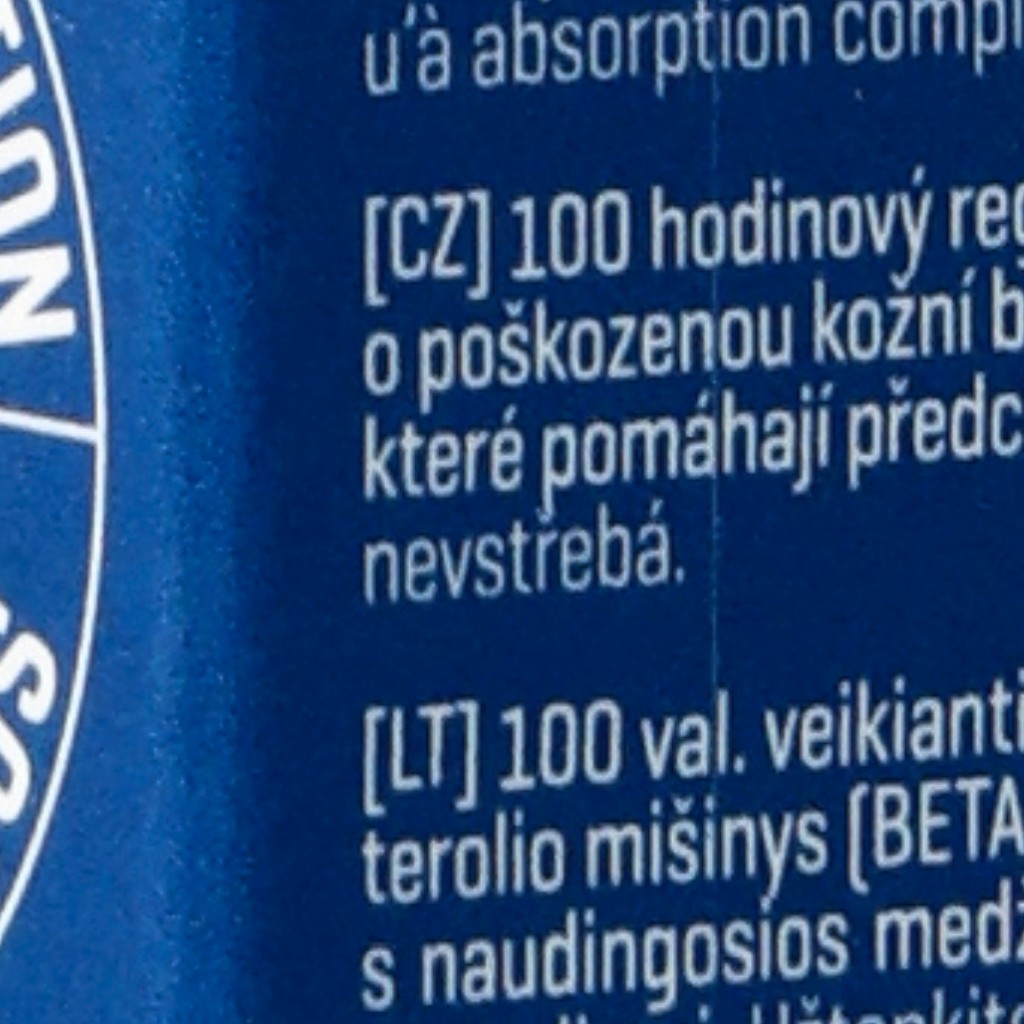 u'à absorption compl
[CZ] 100 hodinový reg
o poškozenou kožní b
které pomáhají předc
nevstřebá.
[LT] 100 val. veikianti
terolio mišinys (BETA
s naudingosios medž